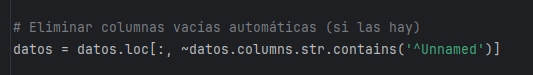 # Eliminar columnas vacías automáticas (si las hay)
datos = datos.loc[:, ~datos.columns.str.contains('^Unnamed')]